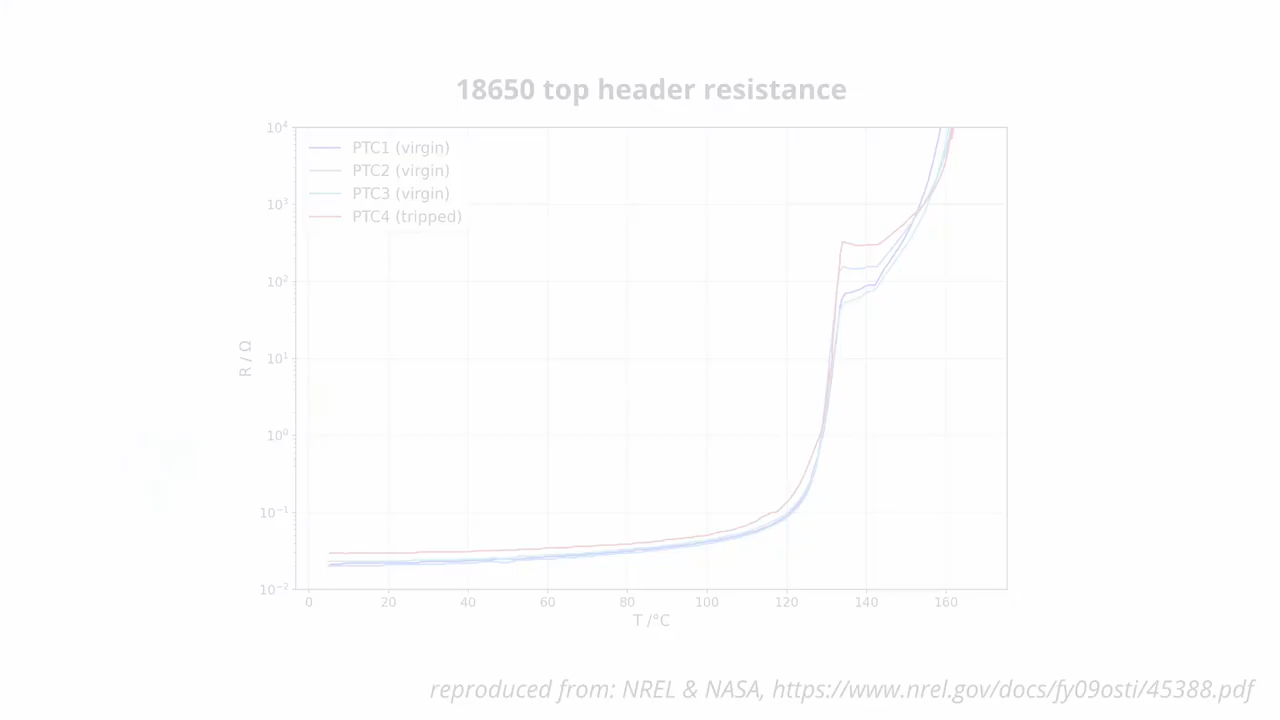 18650 top header resistance
PTC1 (virgin)
PTC2 (virgin)
PTC3 (virgin)
PTC4 (tripped)
10⁴
10³
10²
10¹
10⁰
10⁻¹
10⁻²
R / Ω
0 20 40 60 80 100 120 140 160
T /°C
reproduced from: NREL & NASA, https://www.nrel.gov/docs/fy09osti/45388.pdf